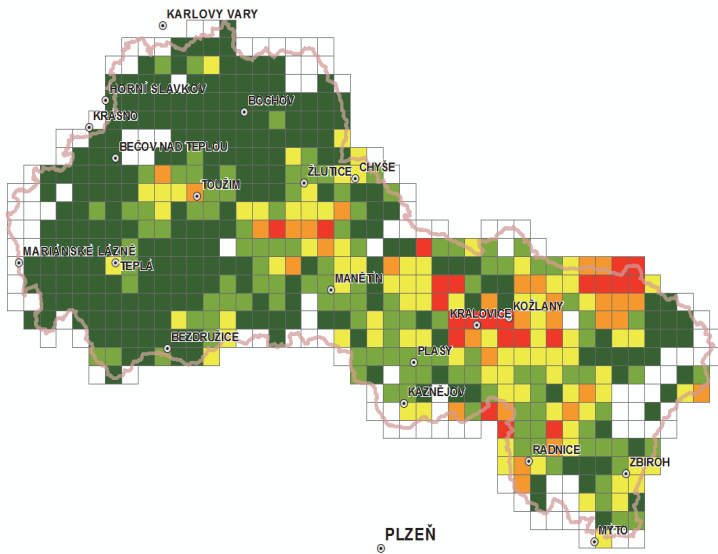 KARLOVY VARY
HORNÍ SLAVKOV
BOCHOV
KRÁSNO
BEČOV NAD TEPLOU
CHYŠE
ŽLUTICE
TOUŽIM
MARIÁNSKÉ LÁZNĚ
TEPLÁ
MANĚTÍN
KOŽLANY
KRALOVICE
BEZDRUŽICE
PLASY
KAZNĚJOV
RADNICE
ZBIROH
MÝTO
PLZEŇ